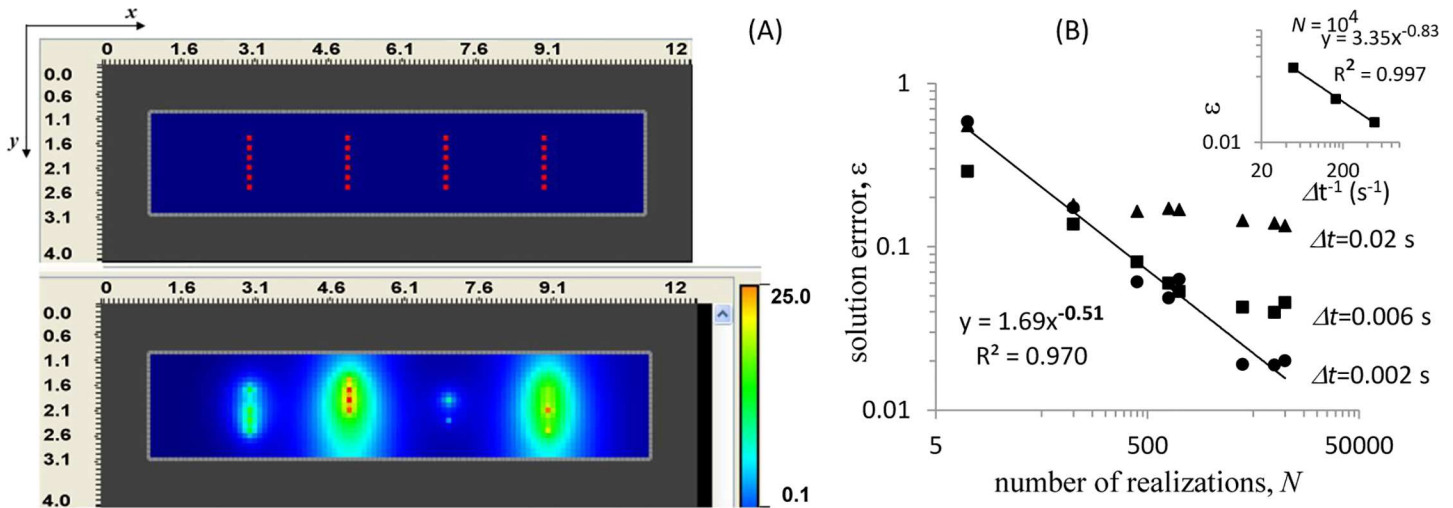 x
(A)
0 1.6 3.1 4.6 6.1 7.6 9.1 12
y
0.0
0.6
1.1
1.6
2.1
2.6
3.1
4.0
0 1.6 3.1 4.6 6.1 7.6 9.1 12
0.0
0.6
1.1
1.6
2.1
2.6
3.1
4.0
25.0
0.1
(B)
solution errror, ε
1
0.1
0.01
5 500 50000
number of realizations, N
y = 1.69x^-0.51
R² = 0.970
Δt=0.02 s
Δt=0.006 s
Δt=0.002 s
N = 10⁴
y = 3.35x^-0.83
R² = 0.997
ε
0.01
20 200
Δt⁻¹ (s⁻¹)